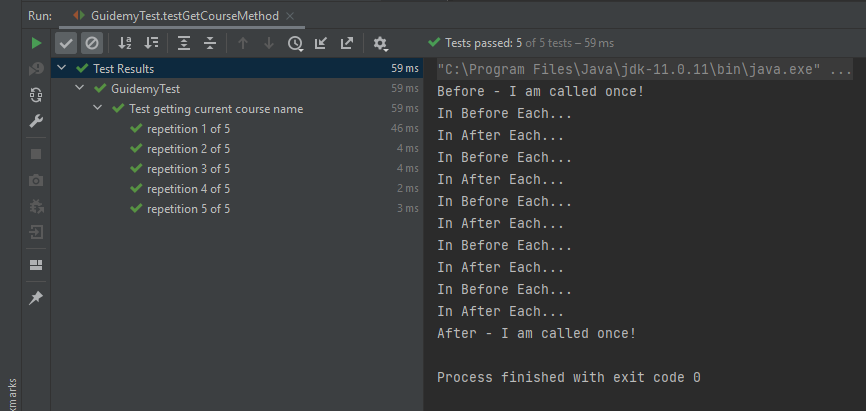 Run: GuidemyTest.testGetCourseMethod
Tests passed: 5 of 5 tests – 59 ms
Test Results 59 ms
GuidemyTest 59 ms
Test getting current course name 59 ms
repetition 1 of 5 46 ms
repetition 2 of 5 4 ms
repetition 3 of 5 4 ms
repetition 4 of 5 2 ms
repetition 5 of 5 3 ms
"C:\Program Files\Java\jdk-11.0.11\bin\java.exe" ...
Before - I am called once!
In Before Each...
In After Each...
In Before Each...
In After Each...
In Before Each...
In After Each...
In Before Each...
In After Each...
In Before Each...
In After Each...
After - I am called once!
Process finished with exit code 0